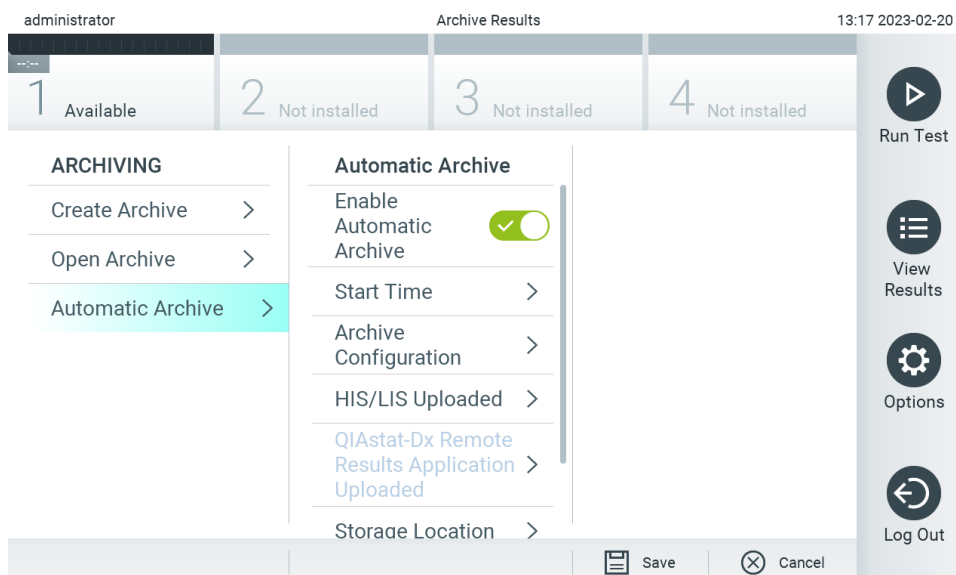 administrator
Archive Results
13:17 2023-02-20
--:--
1 Available
2 Not installed
3 Not installed
4 Not installed
Run Test
View
Results
Options
Log Out
ARCHIVING
Create Archive
Open Archive
Automatic Archive
Automatic Archive
Enable
Automatic
Archive
Start Time
Archive
Configuration
HIS/LIS Uploaded
QIAstat-Dx Remote
Results Application
Uploaded
Storage Location
Save
Cancel